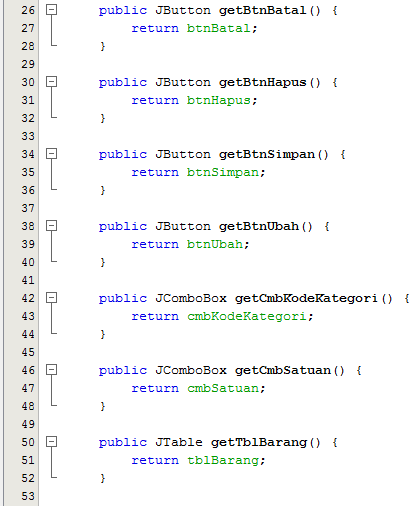 26 public JButton getBtnBatal() {
27 return btnBatal;
28 }
29
30 public JButton getBtnHapus() {
31 return btnHapus;
32 }
33
34 public JButton getBtnSimpan() {
35 return btnSimpan;
36 }
37
38 public JButton getBtnUbah() {
39 return btnUbah;
40 }
41
42 public JComboBox getCmbKodeKategori() {
43 return cmbKodeKategori;
44 }
45
46 public JComboBox getCmbSatuan() {
47 return cmbSatuan;
48 }
49
50 public JTable getTblBarang() {
51 return tblBarang;
52 }
53